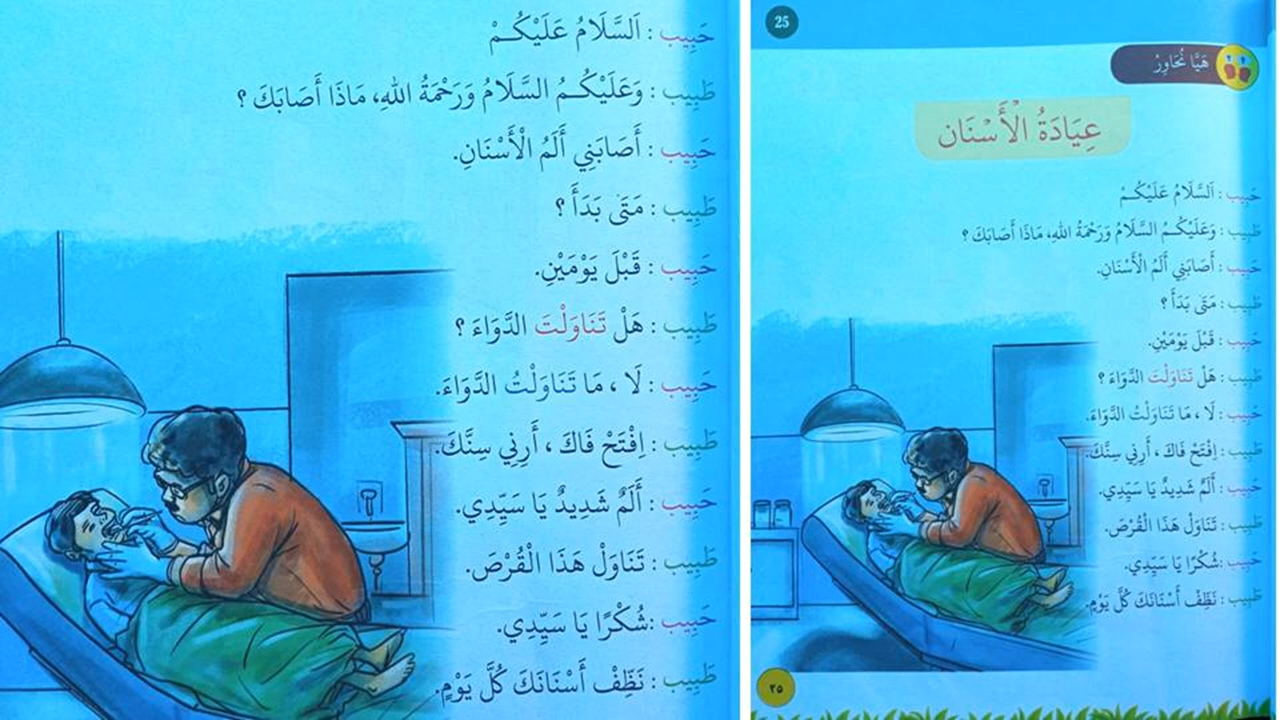 حَبِيب : اَلسَّلَامُ عَلَيْكُمْ
طَبِيب : وَعَلَيْكُمُ السَّلَامُ وَرَحْمَةُ اللهِ، مَاذَا أَصَابَكَ ؟
حَبِيب : أَصَابَنِي أَلَمُ الْأَسْنَانِ.
طَبِيب : مَتَى بَدَأَ ؟
حَبِيب : قَبْلَ يَوْمَيْنِ.
طَبِيب : هَلْ تَنَاوَلْتَ الدَّوَاءَ ؟
حَبِيب : لَا ، مَا تَنَاوَلْتُ الدَّوَاءَ.
طَبِيب : اِفْتَحْ فَاكَ ، أَرِنِي سِنَّكَ.
حَبِيب : أَلَمٌ شَدِيدٌ يَا سَيِّدِي.
طَبِيب : تَنَاوَلْ هَذَا الْقُرْصَ.
حَبِيب :شُكْرًا يَا سَيِّدِي.
طَبِيب : نَظِّفْ أَسْنَانَكَ كُلَّ يَوْمٍ.
25
هَيَّا نُحَاوِرْ
عِيَادَةُ الْأَسْنَان
حَبِيب : اَلسَّلَامُ عَلَيْكُمْ
طَبِيب : وَعَلَيْكُمُ السَّلَامُ وَرَحْمَةُ اللهِ، مَاذَا أَصَابَكَ ؟
حَبِيب : أَصَابَنِي أَلَمُ الْأَسْنَانِ.
طَبِيب : مَتَى بَدَأَ ؟
حَبِيب : قَبْلَ يَوْمَيْنِ.
طَبِيب : هَلْ تَنَاوَلْتَ الدَّوَاءَ ؟
حَبِيب : لَا ، مَا تَنَاوَلْتُ الدَّوَاءَ.
طَبِيب : اِفْتَحْ فَاكَ ، أَرِنِي سِنَّكَ.
حَبِيب : أَلَمٌ شَدِيدٌ يَا سَيِّدِي.
طَبِيب : تَنَاوَلْ هَذَا الْقُرْصَ.
حَبِيب :شُكْرًا يَا سَيِّدِي.
طَبِيب : نَظِّفْ أَسْنَانَكَ كُلَّ يَوْمٍ.
٢٥